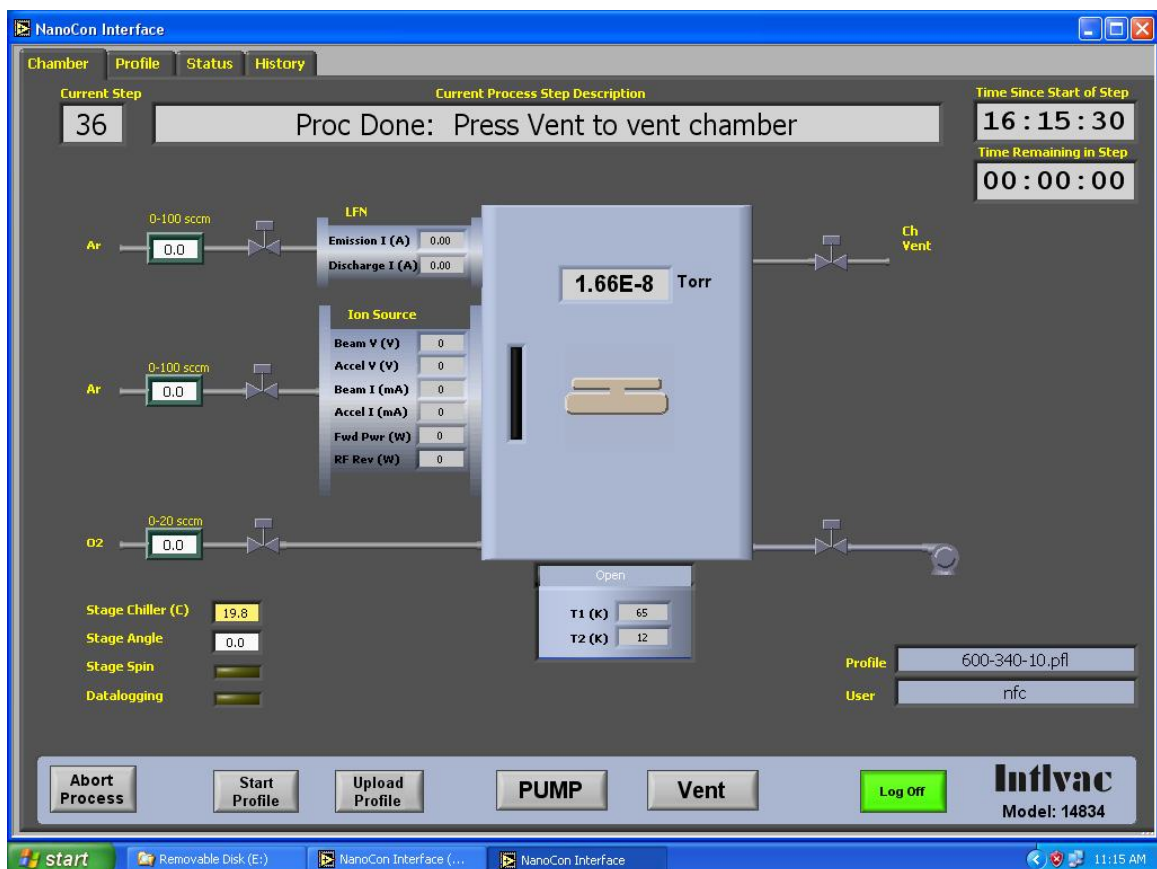 NanoCon Interface
Chamber Profile Status History
Current Step
36
Current Process Step Description
Proc Done: Press Vent to vent chamber
Time Since Start of Step
16:15:30
Time Remaining in Step
00:00:00
0-100 sccm
Ar
0.0
LFN
Emission I (A) 0.00
Discharge I (A) 0.00
1.66E-8 Torr
Ch
Vent
0-100 sccm
Ar
0.0
Ion Source
Beam V (V) 0
Accel V (V) 0
Beam I (mA) 0
Accel I (mA) 0
Fwd Pwr (W) 0
RF Rev (W) 0
0-20 sccm
O2
0.0
Open
T1 (K) 65
T2 (K) 12
Stage Chiller (C) 19.8
Stage Angle 0.0
Stage Spin
Datalogging
Profile 600-340-10.pfl
User nfc
Abort
Process
Start
Profile
Upload
Profile
PUMP
Vent
Log Off
Intlvac
Model: 14834
start
Removable Disk (E:)
NanoCon Interface (...
NanoCon Interface
11:15 AM